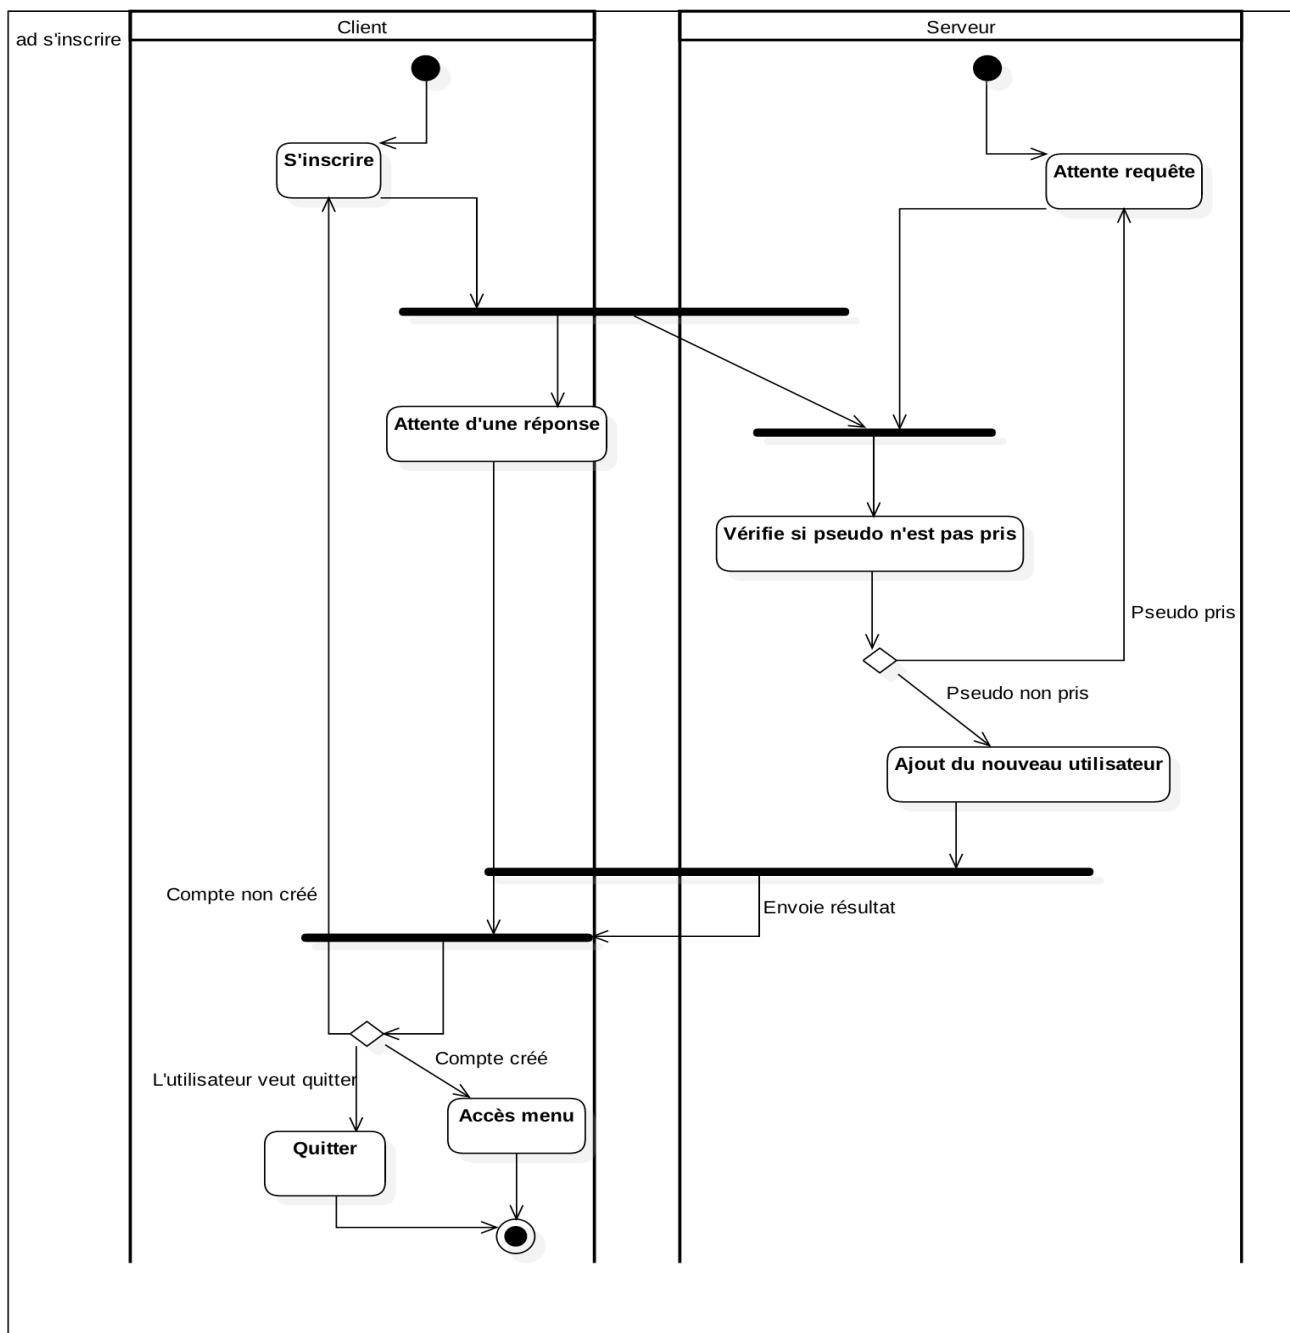 ad s'inscrire
Client
Serveur
S'inscrire
Attente requête
Attente d'une réponse
Vérifie si pseudo n'est pas pris
Pseudo pris
Pseudo non pris
Ajout du nouveau utilisateur
Compte non créé
Envoie résultat
Compte créé
L'utilisateur veut quitter
Accès menu
Quitter